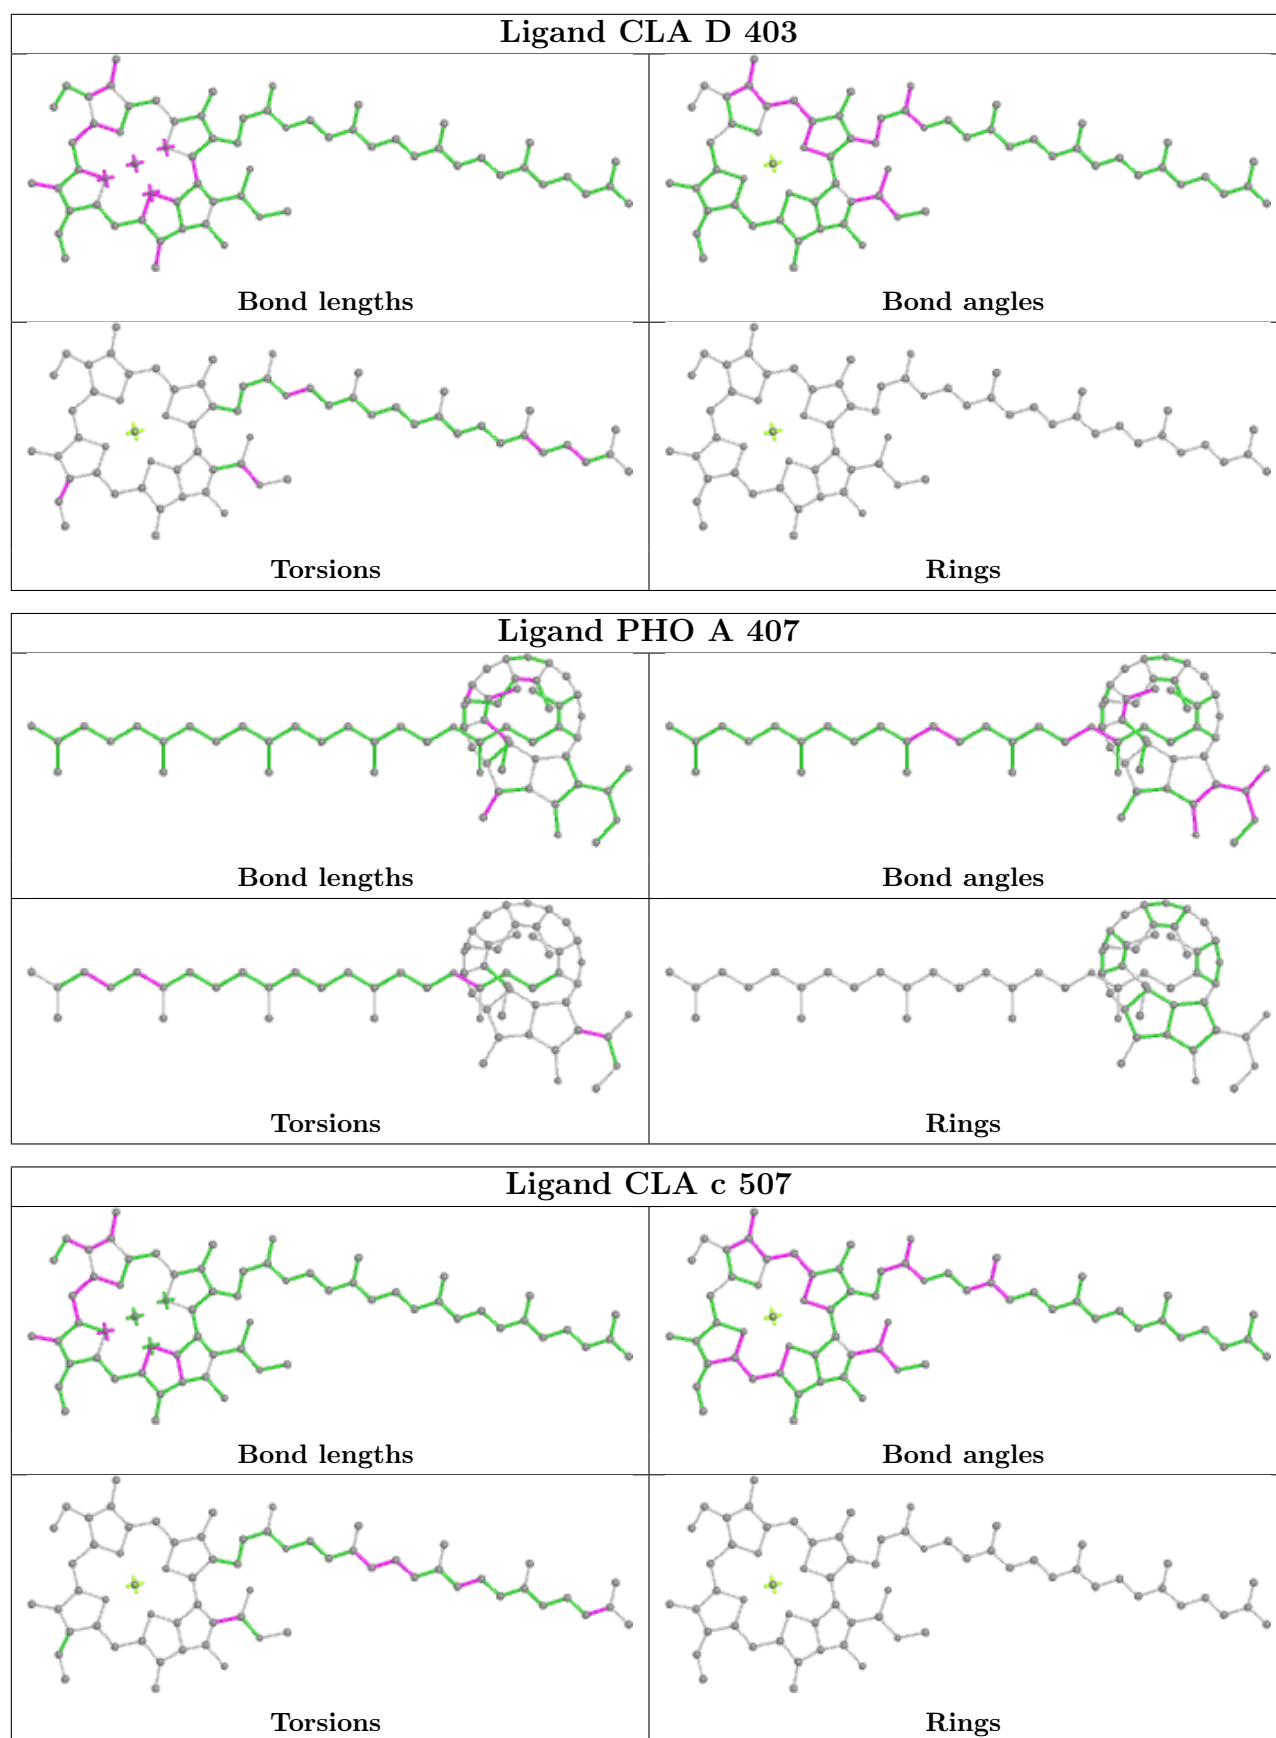 Ligand CLA D 403
Bond lengths
Bond angles
Torsions
Rings
Ligand PHO A 407
Bond lengths
Bond angles
Torsions
Rings
Ligand CLA c 507
Bond lengths
Bond angles
Torsions
Rings